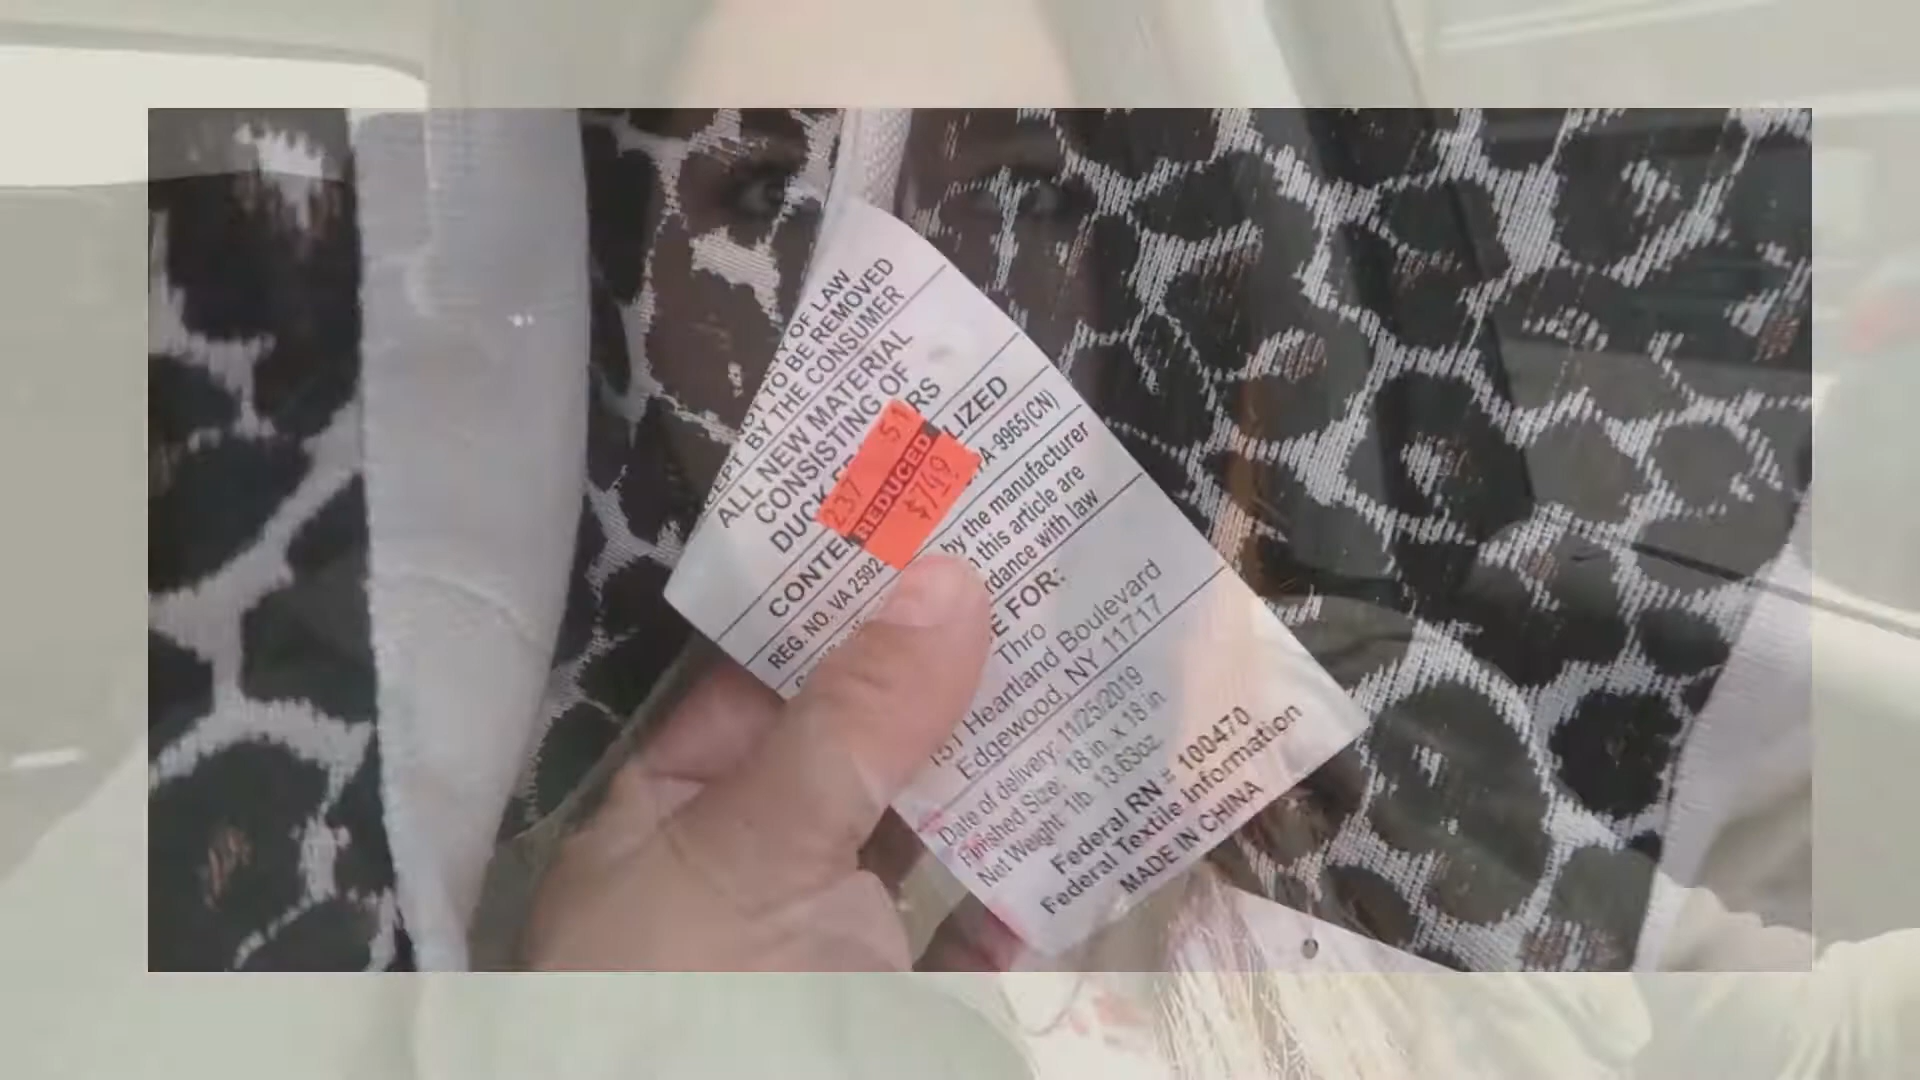 OF LAW
NOT TO BE REMOVED
BY THE CONSUMER
ALL NEW MATERIAL
CONSISTING OF
DUCK
51
237
REDUCED
CONTE LIZED
REG. NO. VA 2592
A-9965(CN)
by the manufacturer
this article are
rdance with law
E FOR:
Thro
151 Heartland Boulevard
Edgewood, NY 11717
Date of delivery: 11/25/2019
Finished Size: 18 in. x 18 in
Net Weight: 1lb. 13.63oz.
Federal RN # 100470
Federal Textile Information
MADE IN CHINA